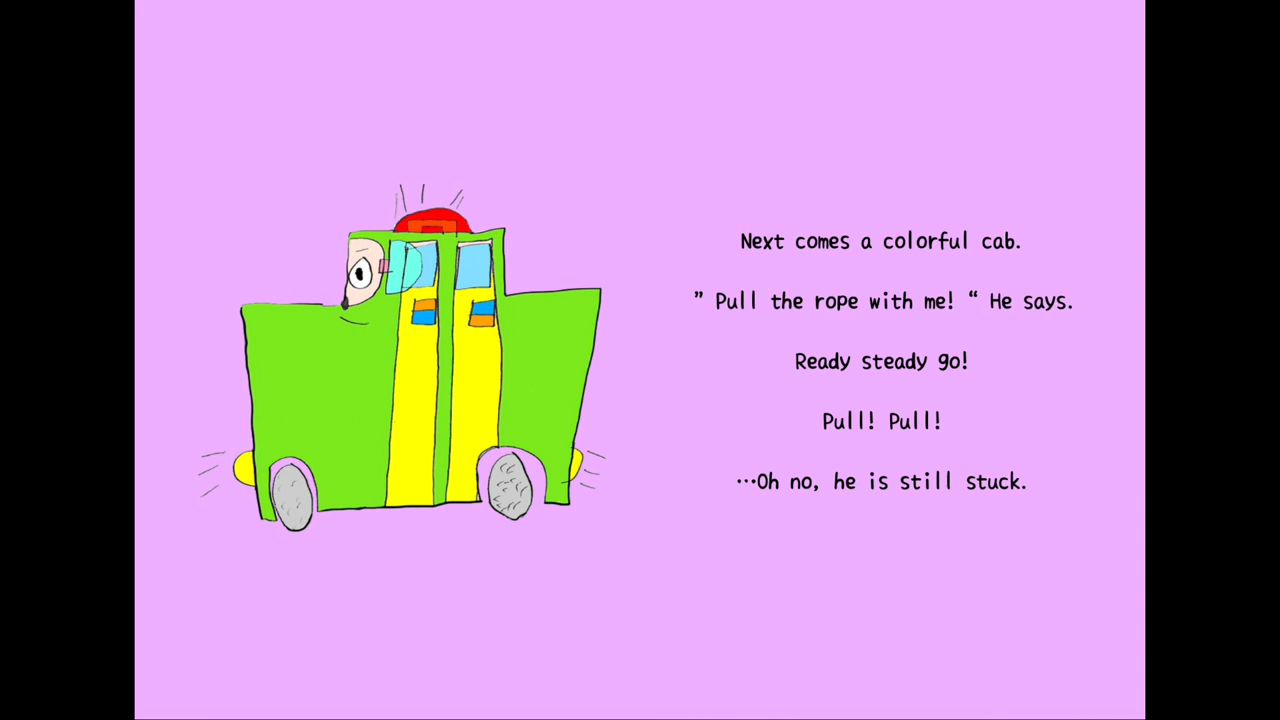 Next comes a colorful cab.
” Pull the rope with me! “ He says.
Ready steady go!
Pull! Pull!
…Oh no, he is still stuck.